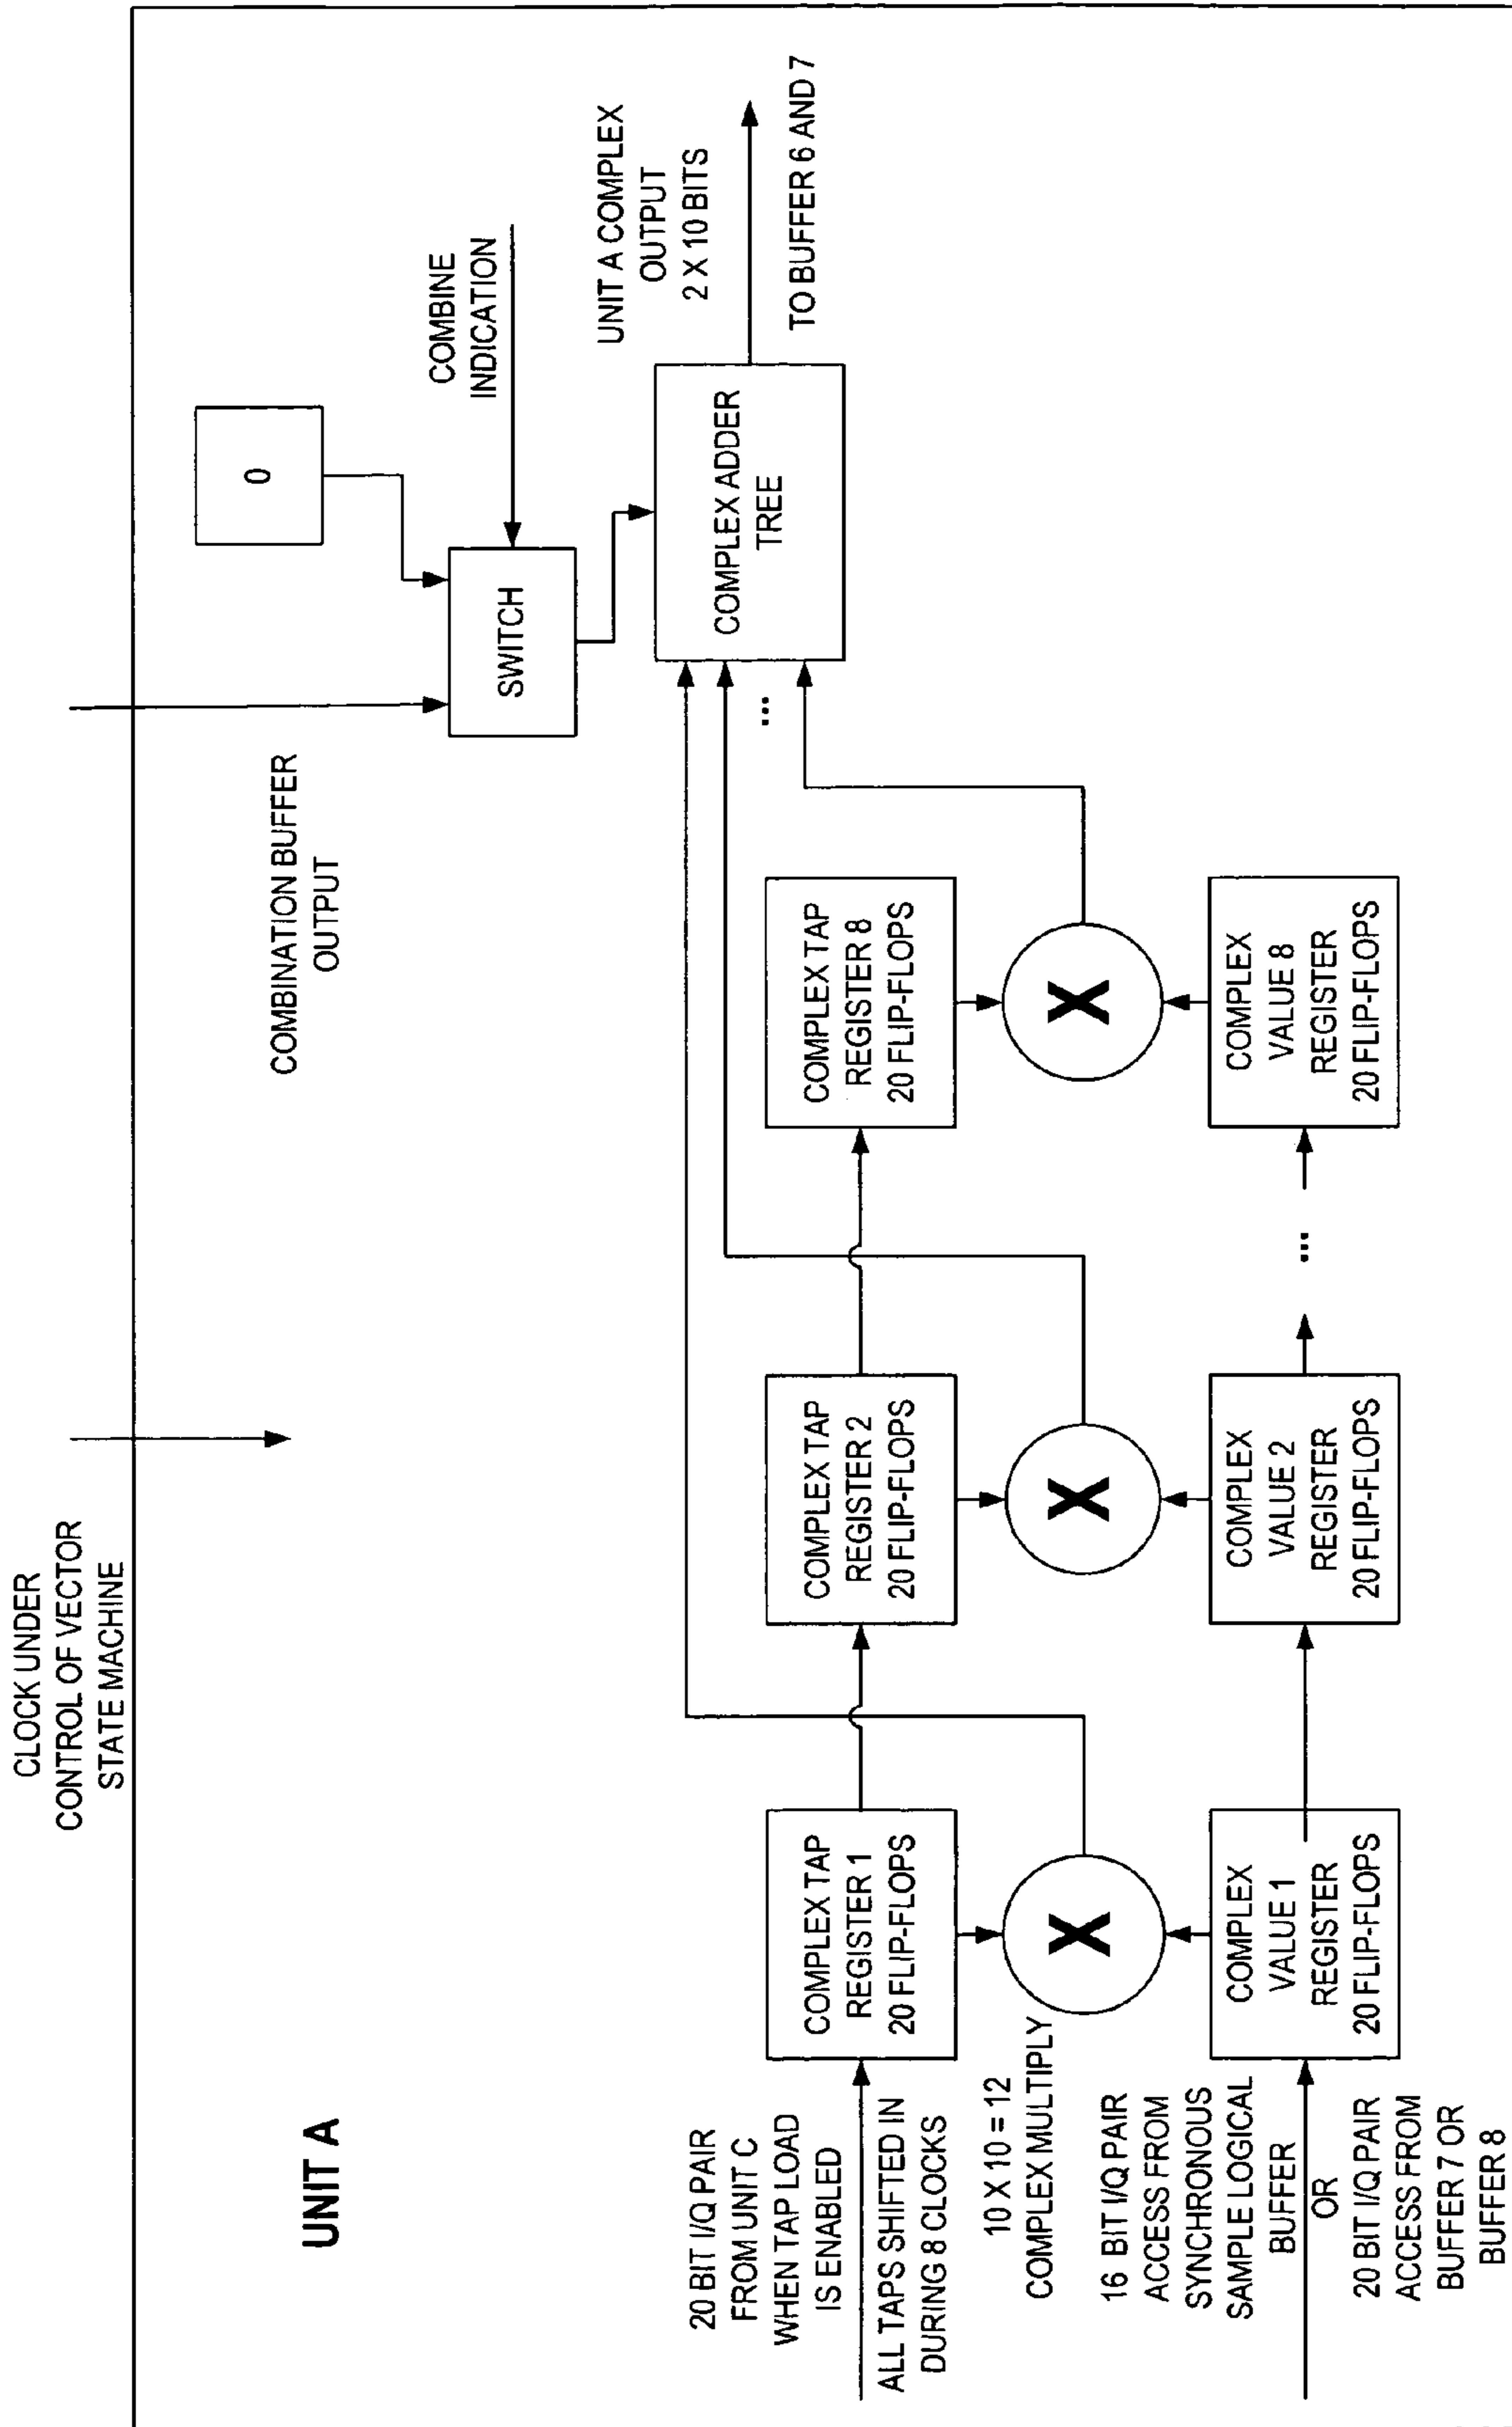 CLOCK UNDER
CONTROL OF VECTOR
STATE MACHINE
UNIT A
COMBINATION BUFFER
OUTPUT
0
SWITCH
COMBINE
INDICATION
UNIT A COMPLEX
OUTPUT
2 X 10 BITS
COMPLEX ADDER
TREE
TO BUFFER 6 AND 7
...
20 BIT I/Q PAIR
FROM UNIT C
WHEN TAP LOAD
IS ENABLED
ALL TAPS SHIFTED IN
DURING 8 CLOCKS
COMPLEX TAP
REGISTER 1
20 FLIP-FLOPS
COMPLEX TAP
REGISTER 2
20 FLIP-FLOPS
COMPLEX TAP
REGISTER 8
20 FLIP-FLOPS
10 X 10 = 12
COMPLEX MULTIPLY
X
X
X
16 BIT I/Q PAIR
ACCESS FROM
SYNCHRONOUS
SAMPLE LOGICAL
BUFFER
OR
20 BIT I/Q PAIR
ACCESS FROM
BUFFER 7 OR
BUFFER 8
COMPLEX
VALUE 1
REGISTER
20 FLIP-FLOPS
COMPLEX
VALUE 2
REGISTER
20 FLIP-FLOPS
...
COMPLEX
VALUE 8
REGISTER
20 FLIP-FLOPS